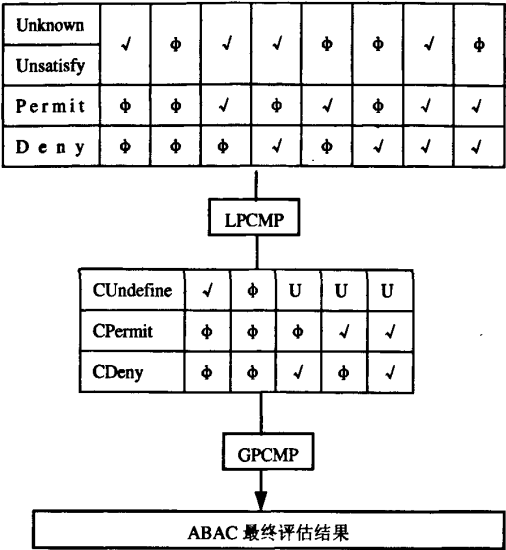 Unknown √ Φ √ √ Φ Φ √ Φ
Unsatisfy
Permit Φ Φ √ Φ √ Φ √ √
Deny Φ Φ Φ √ Φ √ √ √
LPCMP
CUndefine √ Φ U U U
CPermit Φ Φ Φ √ √
CDeny Φ Φ √ Φ √
GPCMP
ABAC 最终评估结果